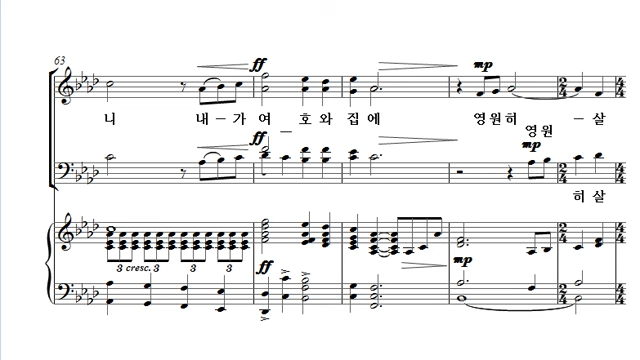 63
ff
mp
니 내-가 여 호 와 집 에 영 원 히 - 살
ff
영 원
mp
히 살
3 cresc. 3 3 3
ff
mp